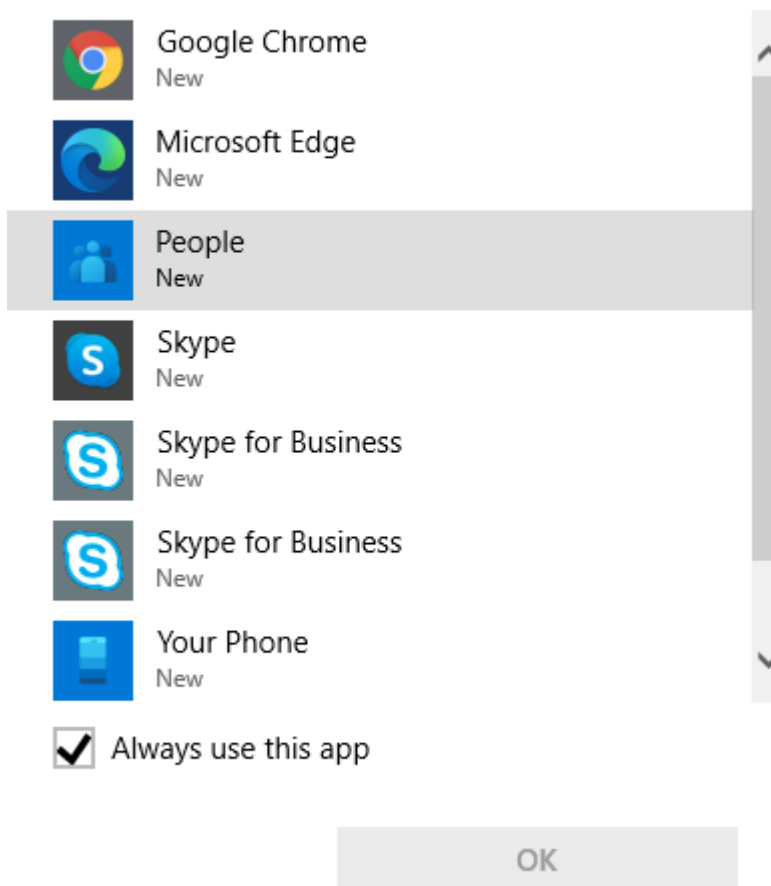 Google Chrome
New
Microsoft Edge
New
People
New
S
Skype
New
S
Skype for Business
New
S
Skype for Business
New
Your Phone
New
Always use this app
OK